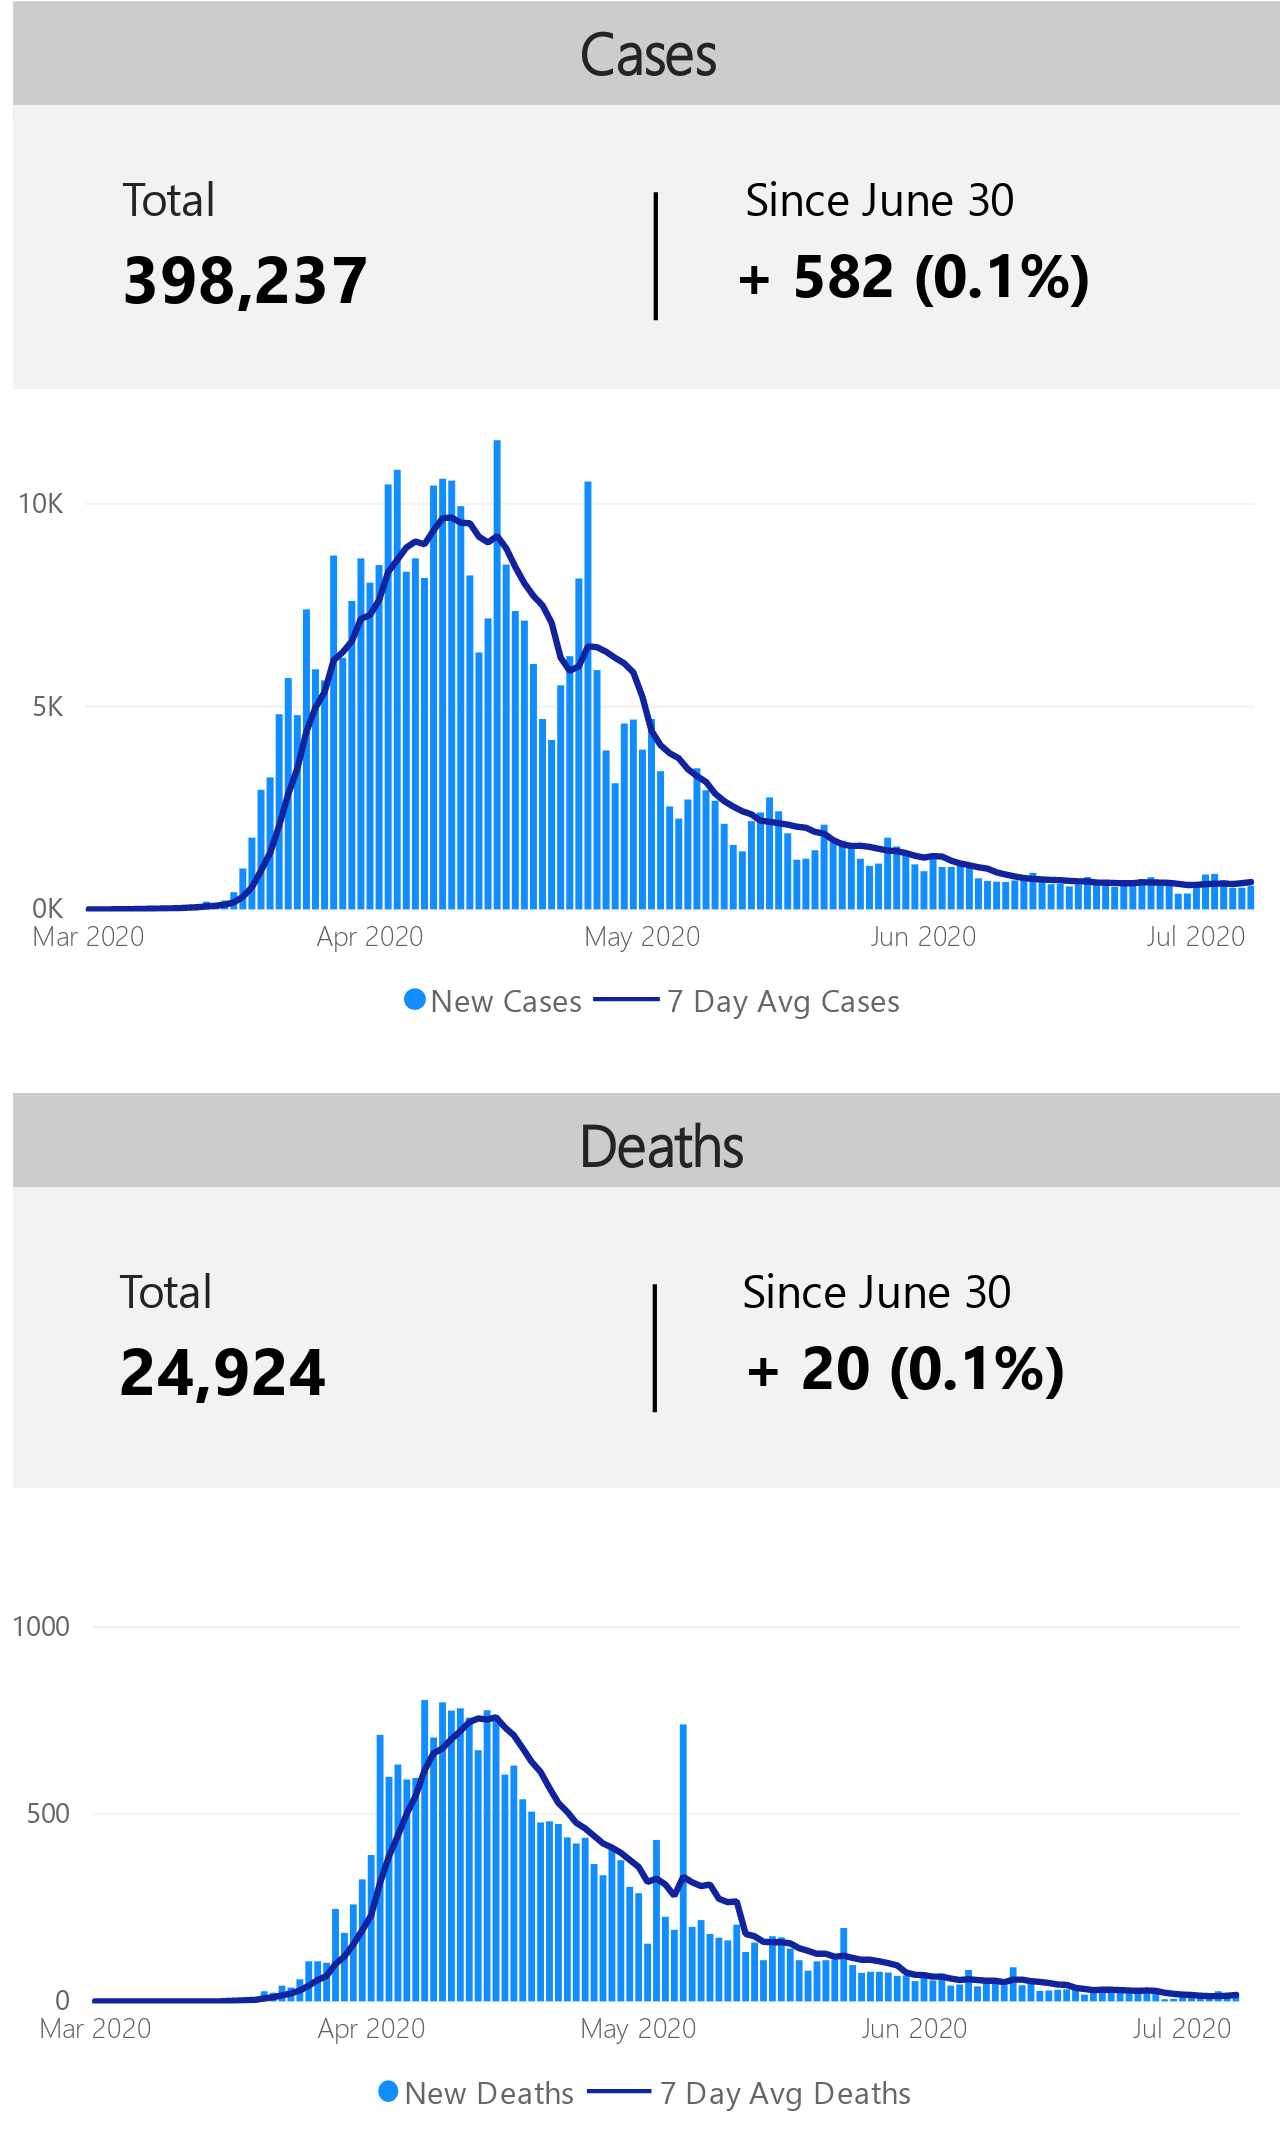 Cases
Total
Since June 30
398,237
+ 582 (0.1%)
10K
5K
0K
Mar 2020
Apr 2020
May 2020
Jun 2020
Jul 2020
New Cases
7 Day Avg Cases
Deaths
Total
Since June 30
24,924
+ 20 (0.1%)
1000
500
0
Mar 2020
Apr 2020
May 2020
Jun 2020
Jul 2020
New Deaths
7 Day Avg Deaths